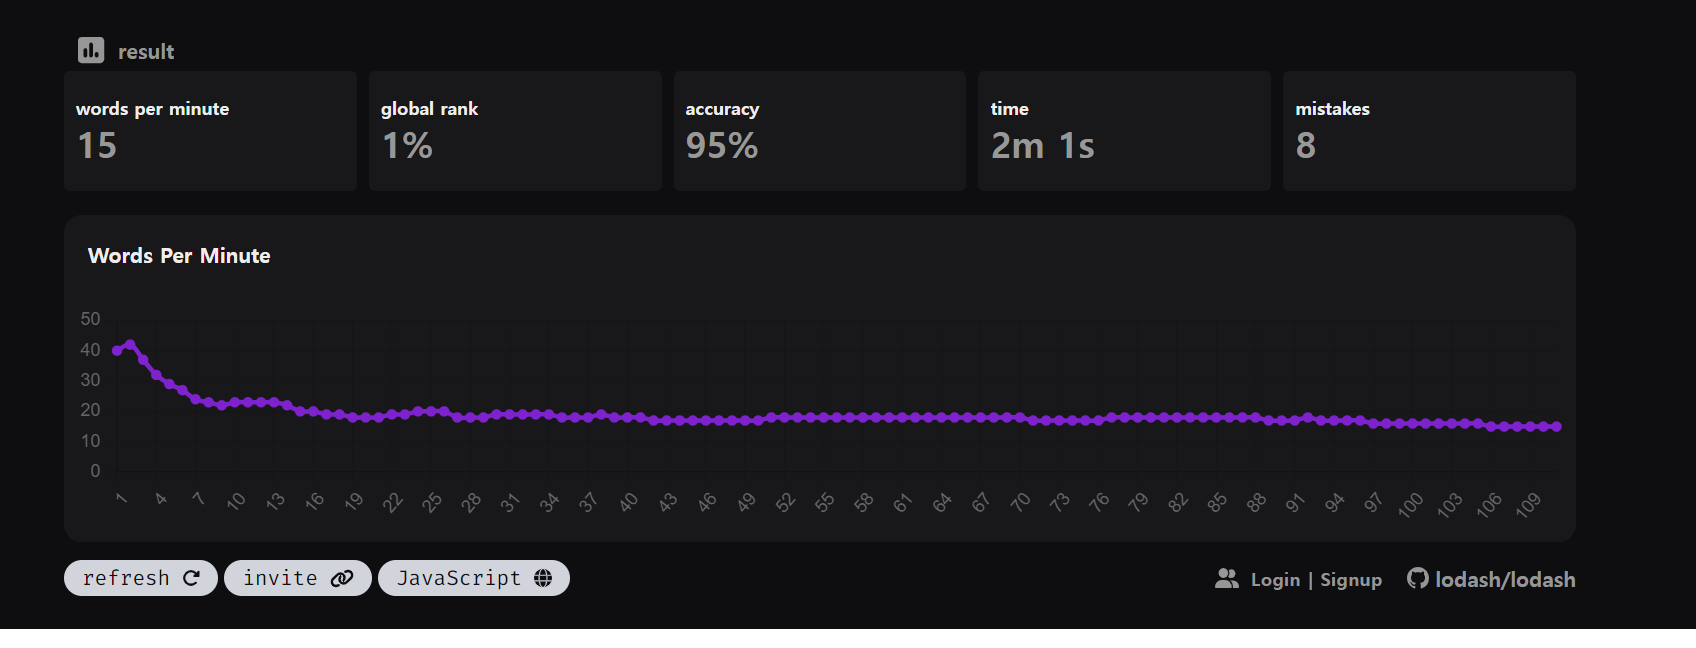 result
words per minute
15
global rank
1%
accuracy
95%
time
2m 1s
mistakes
8
Words Per Minute
50
40
30
20
10
0
1 4 7 10 13 16 19 22 25 28 31 34 37 40 43 46 49 52 55 58 61 64 67 70 73 76 79 82 85 88 91 94 97 100 103 106 109
refresh invite JavaScript Login | Signup lodash/lodash